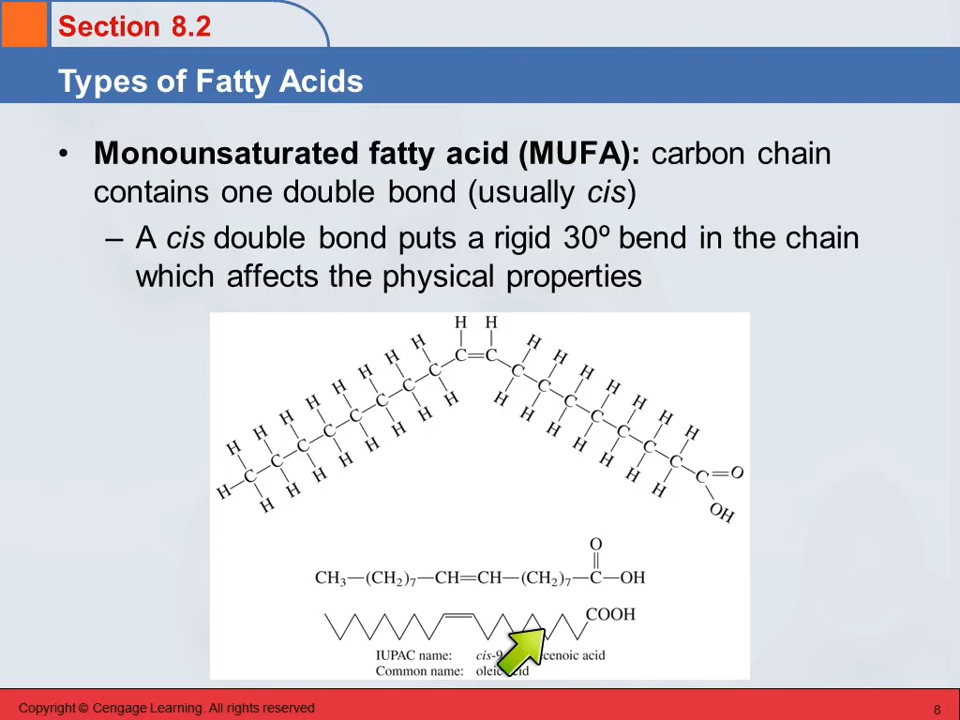 Section 8.2
Types of Fatty Acids
• Monounsaturated fatty acid (MUFA): carbon chain
contains one double bond (usually cis)
– A cis double bond puts a rigid 30º bend in the chain
which affects the physical properties
H H
H H H H H H H H C=C H H H H H H H
C C C C C C C C C C C C C C C C=O
H H H H H H H H H H H H H H H H OH
O
CH₃—(CH₂)₇—CH=CH—(CH₂)₇—C—OH
COOH
IUPAC name: cis-9 cenoic acid
Common name: oleic acid
Copyright © Cengage Learning. All rights reserved
8